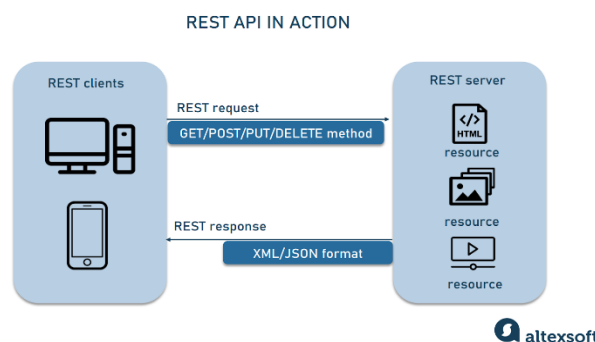 REST API IN ACTION
REST clients
REST request
GET/POST/PUT/DELETE method
REST response
XML/JSON format
REST server
</>
HTML
resource
resource
resource
altexsoft